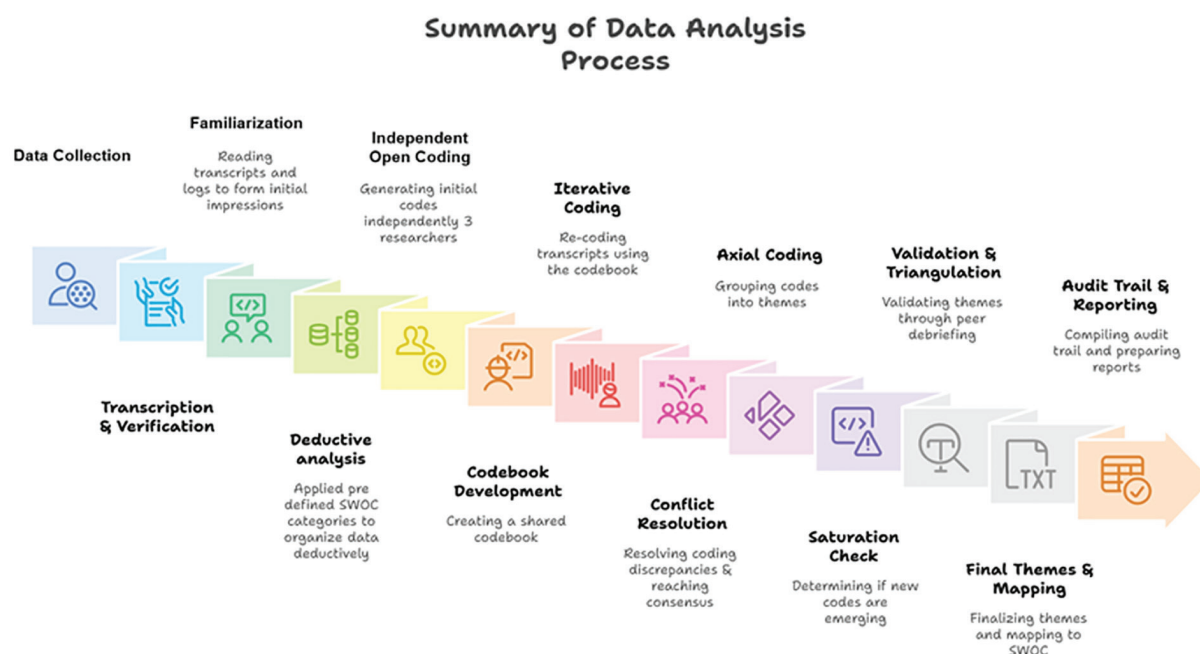 Summary of Data Analysis
Process
Data Collection
Transcription
& Verification
Familiarization
Reading
transcripts and
logs to form initial
impressions
Deductive
analysis
Applied pre
defined SWOC
categories to
organize data
deductively
Independent
Open Coding
Generating initial
codes
independently 3
researchers
Codebook
Development
Creating a shared
codebook
Iterative
Coding
Re-coding
transcripts using
the codebook
Conflict
Resolution
Resolving coding
discrepancies &
reaching
consensus
Axial Coding
Grouping codes
into themes
Saturation
Check
Determining if new
codes are
emerging
Validation &
Triangulation
Validating themes
through peer
debriefing
Final Themes &
Mapping
Finalizing themes
and mapping to
SWOC
Audit Trail &
Reporting
Compiling audit
trail and preparing
reports
TXT